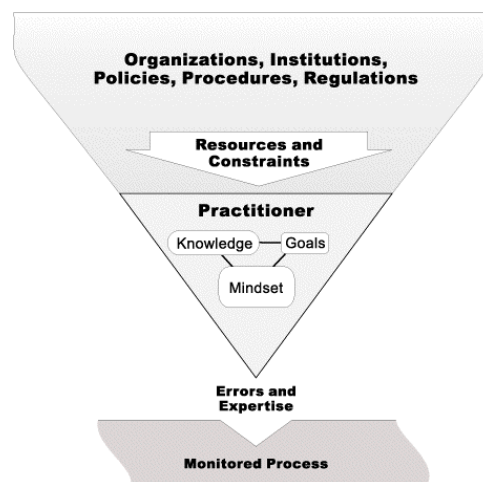 Organizations, Institutions,
Policies, Procedures, Regulations
Resources and
Constraints
Practitioner
Knowledge
Goals
Mindset
Errors and
Expertise
Monitored Process